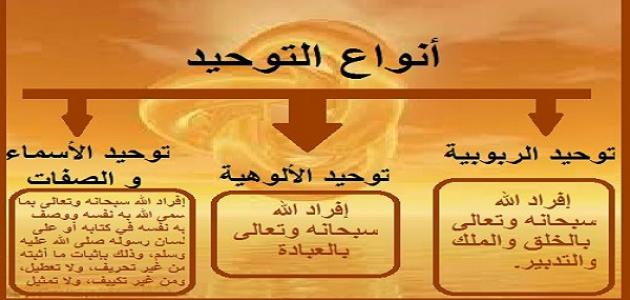 أنواع التوحيد
توحيد الربوبية
إفراد الله
سبحانه وتعالى
بالخلق والملك
والتدبير.
توحيد الألوهية
إفراد الله
سبحانه وتعالى
بالعبادة
توحيد الأسماء
و الصفات
إفراد الله سبحانه وتعالى بما
سمى الله به نفسه ووصف
به نفسه في كتابه أو على
لسان رسوله صلى الله عليه
وسلم، وذلك بإثبات ما أثبته
من غير تحريف، ولا تعطيل،
ومن غير تكييف، ولا تمثيل